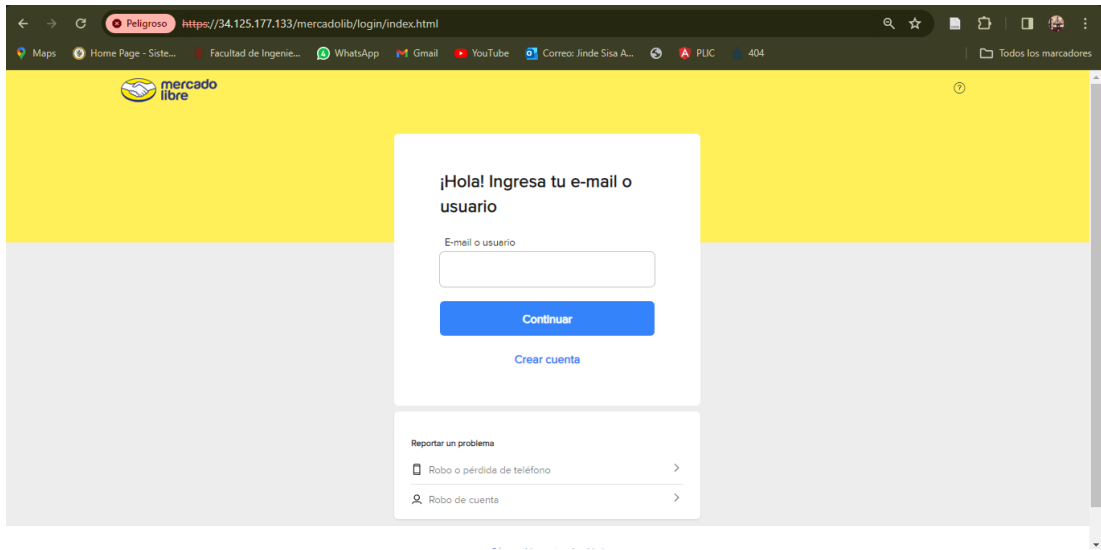 Peligroso https://34.125.177.133/mercadolib/login/index.html
Maps Home Page - Siste... Facultad de Ingenie... WhatsApp Gmail YouTube Correo: Jinde Sisa A... PLIC 404 Todos los marcadores
mercado
libre
¡Hola! Ingresa tu e-mail o
usuario
E-mail o usuario
Continuar
Crear cuenta
Reportar un problema
Robo o pérdida de teléfono
Robo de cuenta